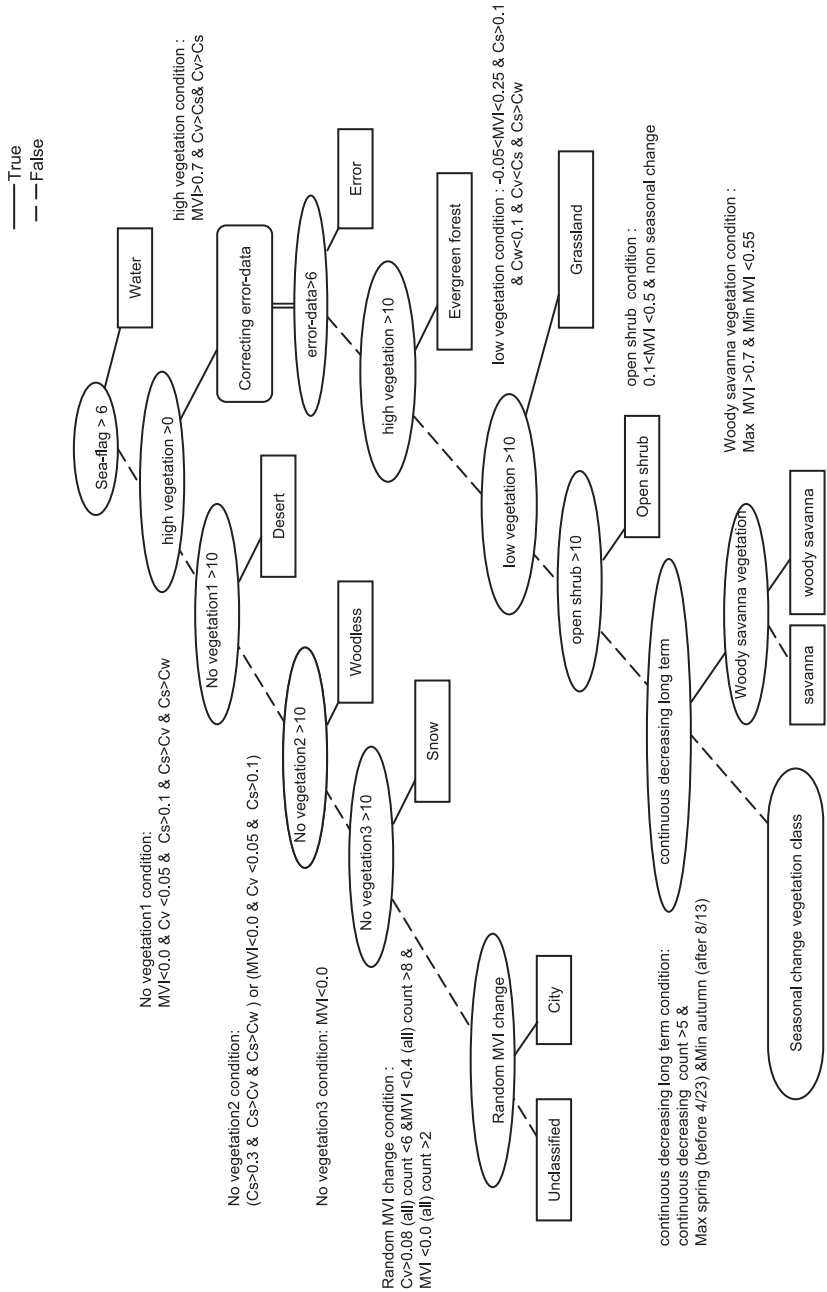 True
False
Sea-flag > 6
Water
high vegetation condition :
MVI>0.7 & Cv>Cs& Cv>Cs
high vegetation >0
Correcting error-data
error-data>6
Error
No vegetation1 condition:
MVI<0.0 & Cv <0.05 & Cs>0.1 & Cs>Cv & Cs>Cw
No vegetation1 >10
Desert
high vegetation >10
Evergreen forest
No vegetation2 condition:
(Cs>0.3 & Cs>Cv & Cs>Cw ) or (MVI<0.0 & Cv <0.05 & Cs>0.1)
No vegetation2 >10
Woodless
No vegetation3 condition: MVI<0.0
No vegetation3 >10
Snow
low vegetation condition : -0.05<MVI<0.25 & Cs>0.1
& Cw<0.1 & Cv<Cs & Cs>Cw
low vegetation >10
Grassland
Random MVI change condition :
Cv>0.08 (all) count <6 &MVI <0.4 (all) count >8 &
MVI <0.0 (all) count >2
Random MVI change
Unclassified
City
open shrub condition :
0.1<MVI <0.5 & non seasonal change
open shrub >10
Open shrub
continuous decreasing long term condition:
continuous decreasing count >5 &
Max spring (before 4/23) &Min autumn (after 8/13)
continuous decreasing long term
Woody savanna vegetation condition :
Max MVI >0.7 & Min MVI <0.55
Woody savanna vegetation
savanna
woody savanna
Seasonal change vegetation class